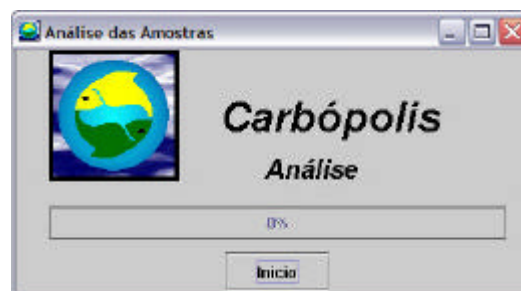 Análise das Amostras
Carbópolis
Análise
0%
Início